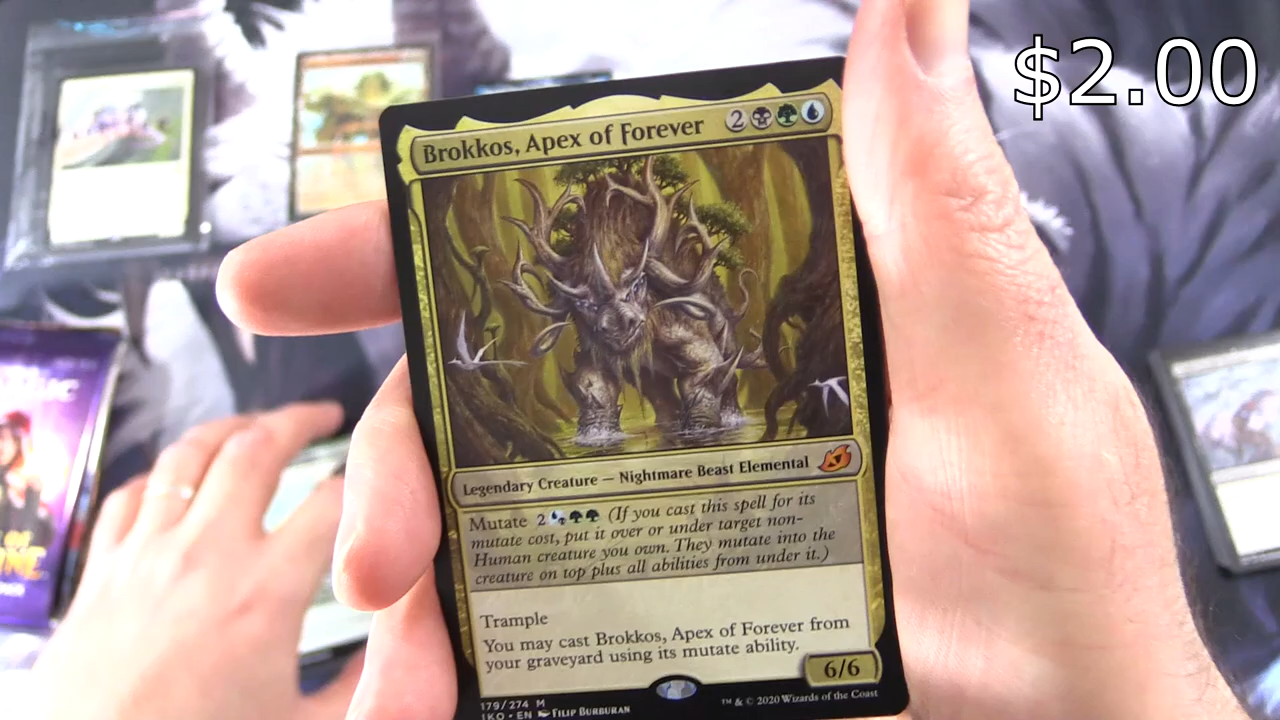 $2.00
Brokkos, Apex of Forever 2
Legendary Creature — Nightmare Beast Elemental
Mutate 2 (If you cast this spell for its
mutate cost, put it over or under target non-
Human creature you own. They mutate into the
creature on top plus all abilities from under it.)
Trample
You may cast Brokkos, Apex of Forever from
your graveyard using its mutate ability.
6/6
179/274 M
IKO • EN Filip Burburan
™ & © 2020 Wizards of the Coast